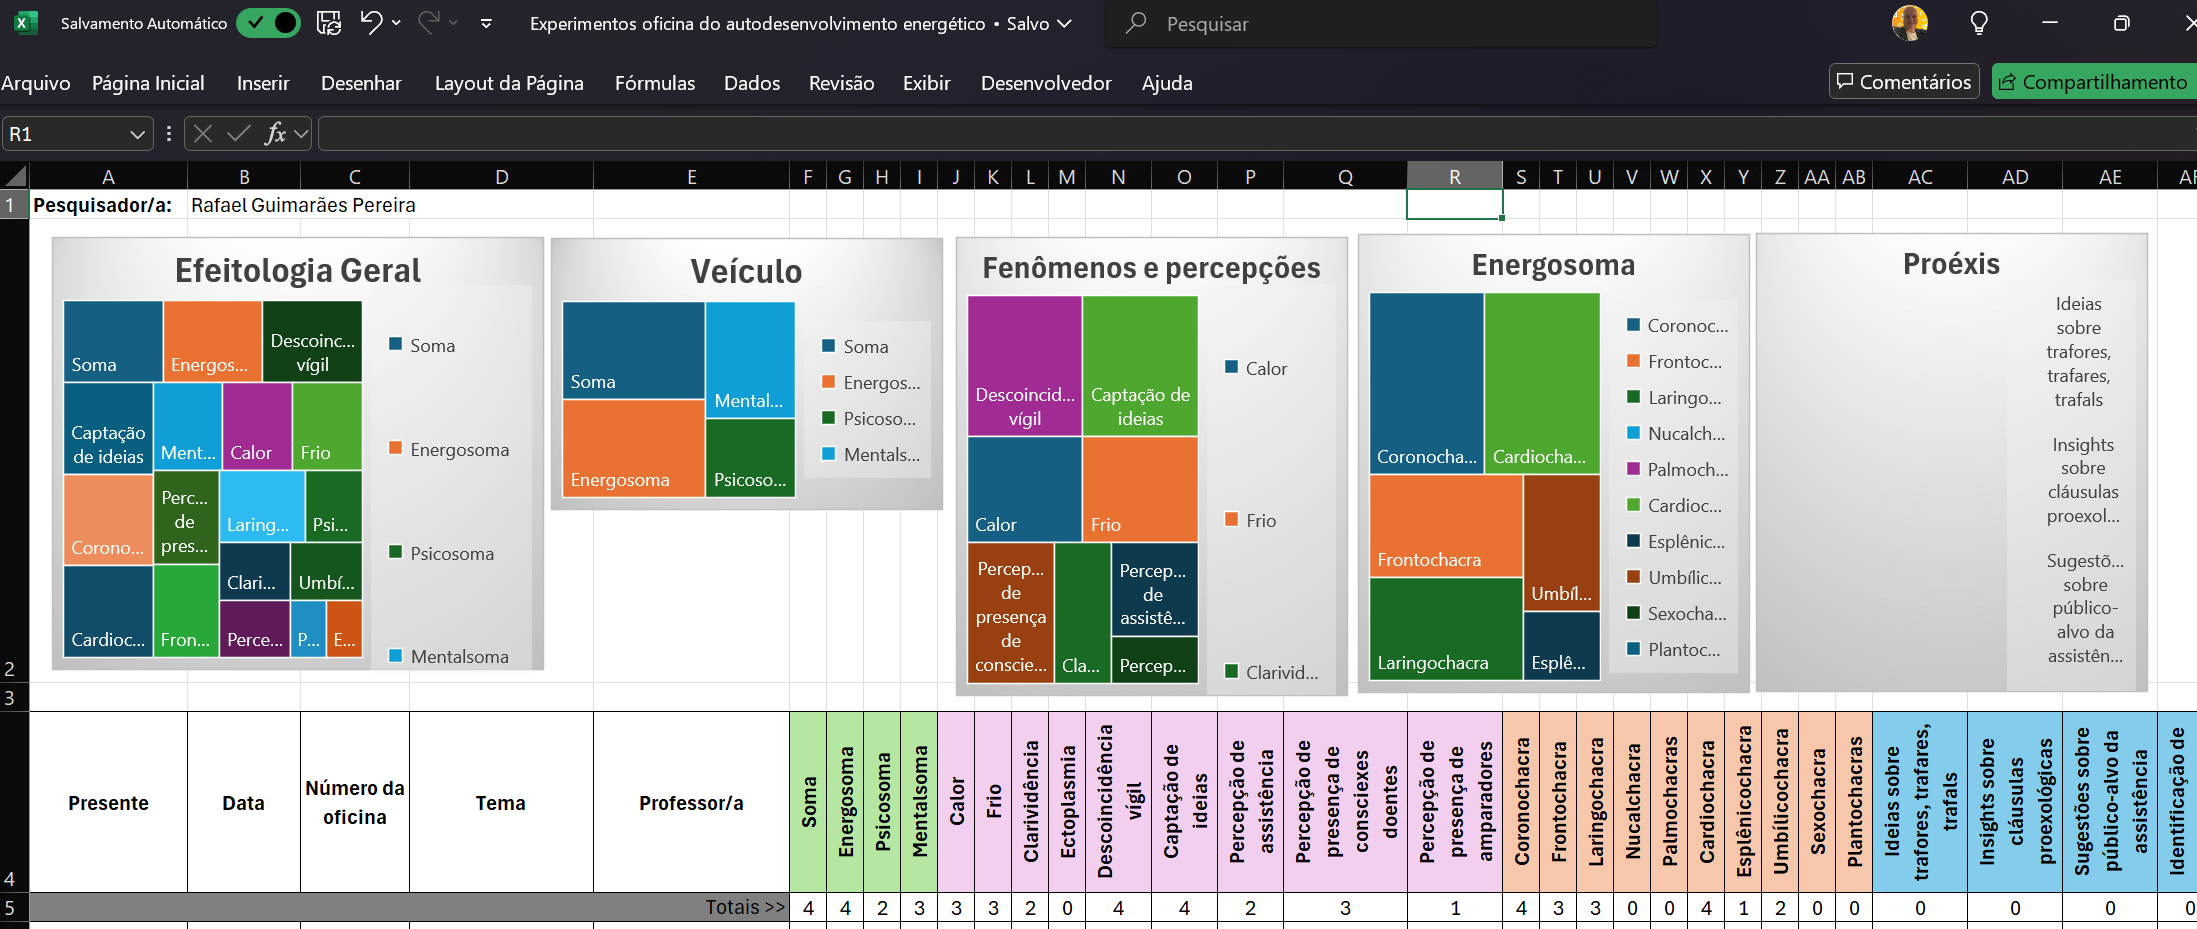 Salvamento Automático
Experimentos oficina do autodesenvolvimento energético • Salvo
Pesquisar
Arquivo Página Inicial Inserir Desenhar Layout da Página Fórmulas Dados Revisão Exibir Desenvolvedor Ajuda
Comentários
Compartilhamento
R1
fx
A B C D E F G H I J K L M N O P Q R S T U V W X Y Z AA AB AC AD AE AF
1
Pesquisador/a: Rafael Guimarães Pereira
Efeitologia Geral
Soma
Energos...
Descoinc...
vígil
Captação
de ideias
Ment...
Calor
Frio
Corono...
Perc...
de
pres...
Laring...
Psi...
Clari...
Umbí...
Cardioc...
Fron...
Perce...
P...
E...
Soma
Energosoma
Psicosoma
Mentalsoma
Veículo
Soma
Mental...
Energosoma
Psicoso...
Soma
Energos...
Psicoso...
Mentals...
Fenômenos e percepções
Descoincid...
vígil
Captação de
ideias
Calor
Frio
Percep...
de
presença
de
conscie...
Cla...
Percep...
de
assistê...
Percep...
Calor
Frio
Clarivid...
Energosoma
Coronocha...
Cardiocha...
Frontochacra
Umbíl...
Laringochacra
Esplê...
Coronoc...
Frontoc...
Laringo...
Nucalch...
Palmoch...
Cardioc...
Esplênic...
Umbílic...
Sexocha...
Plantoc...
Proéxis
Ideias
sobre
trafores,
trafares,
trafals
Insights
sobre
cláusulas
proexol...
Sugestõ...
sobre
público-
alvo da
assistên...
2
3
4
Presente
Data
Número da
oficina
Tema
Professor/a
Soma
Energosoma
Psicosoma
Mentalsoma
Calor
Frio
Clarividência
Ectoplasmia
Descoincidência
vígil
Captação de
ideias
Percepção de
assistência
Percepção de
presença de
consciexes
doentes
Percepção de
presença de
amparadores
Coronochacra
Frontochacra
Laringochacra
Nucalchacra
Palmochacras
Cardiochacra
Esplênicochacra
Umbílicochacra
Sexochacra
Plantochacras
Ideias sobre
trafores, trafares,
trafals
Insights sobre
cláusulas
proexológicas
Sugestões sobre
público-alvo da
assistência
Identificação de
5
Totais >> 4 4 2 3 3 3 2 0 4 4 2 3 1 4 3 3 0 0 4 1 2 0 0 0 0 0 0